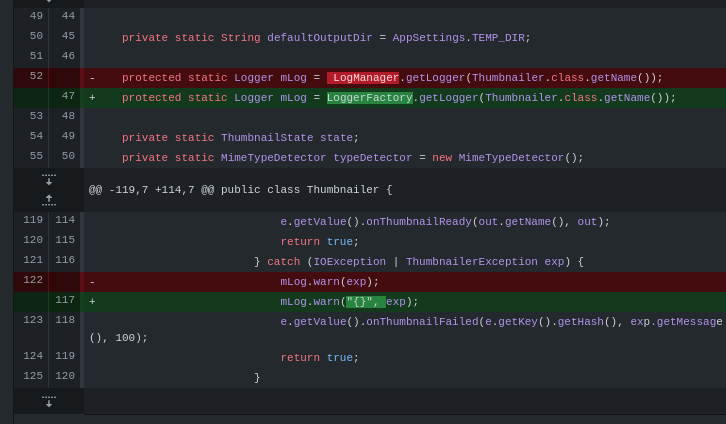 49 44
50 45 private static String defaultOutputDir = AppSettings.TEMP_DIR;
51 46
52 - protected static Logger mLog =  LogManager.getLogger(Thumbnailer.class.getName());
47 + protected static Logger mLog = LoggerFactory.getLogger(Thumbnailer.class.getName());
53 48
54 49 private static ThumbnailState state;
55 50 private static MimeTypeDetector typeDetector = new MimeTypeDetector();
@@ -119,7 +114,7 @@ public class Thumbnailer {
119 114 e.getValue().onThumbnailReady(out.getName(), out);
120 115 return true;
121 116 } catch (IOException | ThumbnailerException exp) {
122 - mLog.warn(exp);
117 + mLog.warn("{}", exp);
123 118 e.getValue().onThumbnailFailed(e.getKey().getHash(), exp.getMessage
(), 100);
124 119 return true;
125 120 }